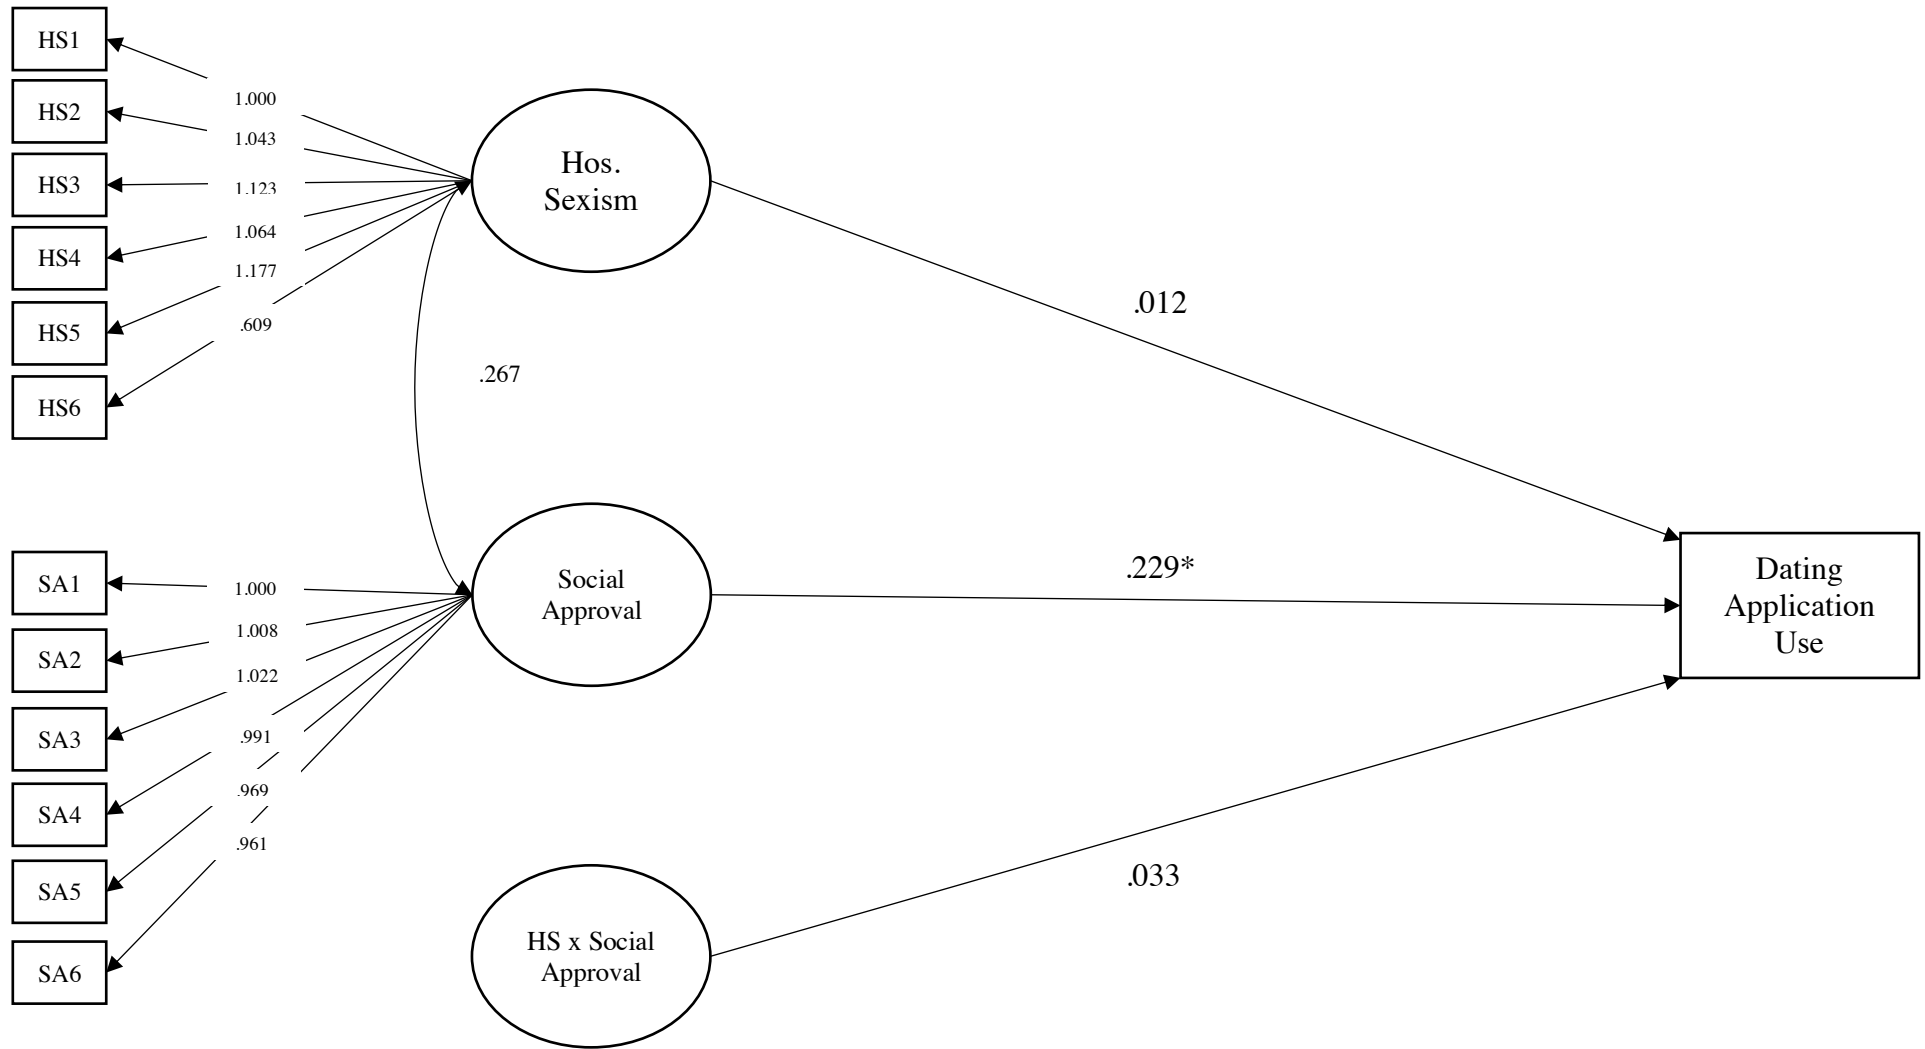 HS1
HS2
HS3
HS4
HS5
HS6
1.000
1.043
1.123
1.064
1.177
.609
Hos.
Sexism
.012
.267
SA1
SA2
SA3
SA4
SA5
SA6
1.000
1.008
1.022
.991
.969
.961
Social
Approval
.229*
Dating
Application
Use
HS x Social
Approval
.033